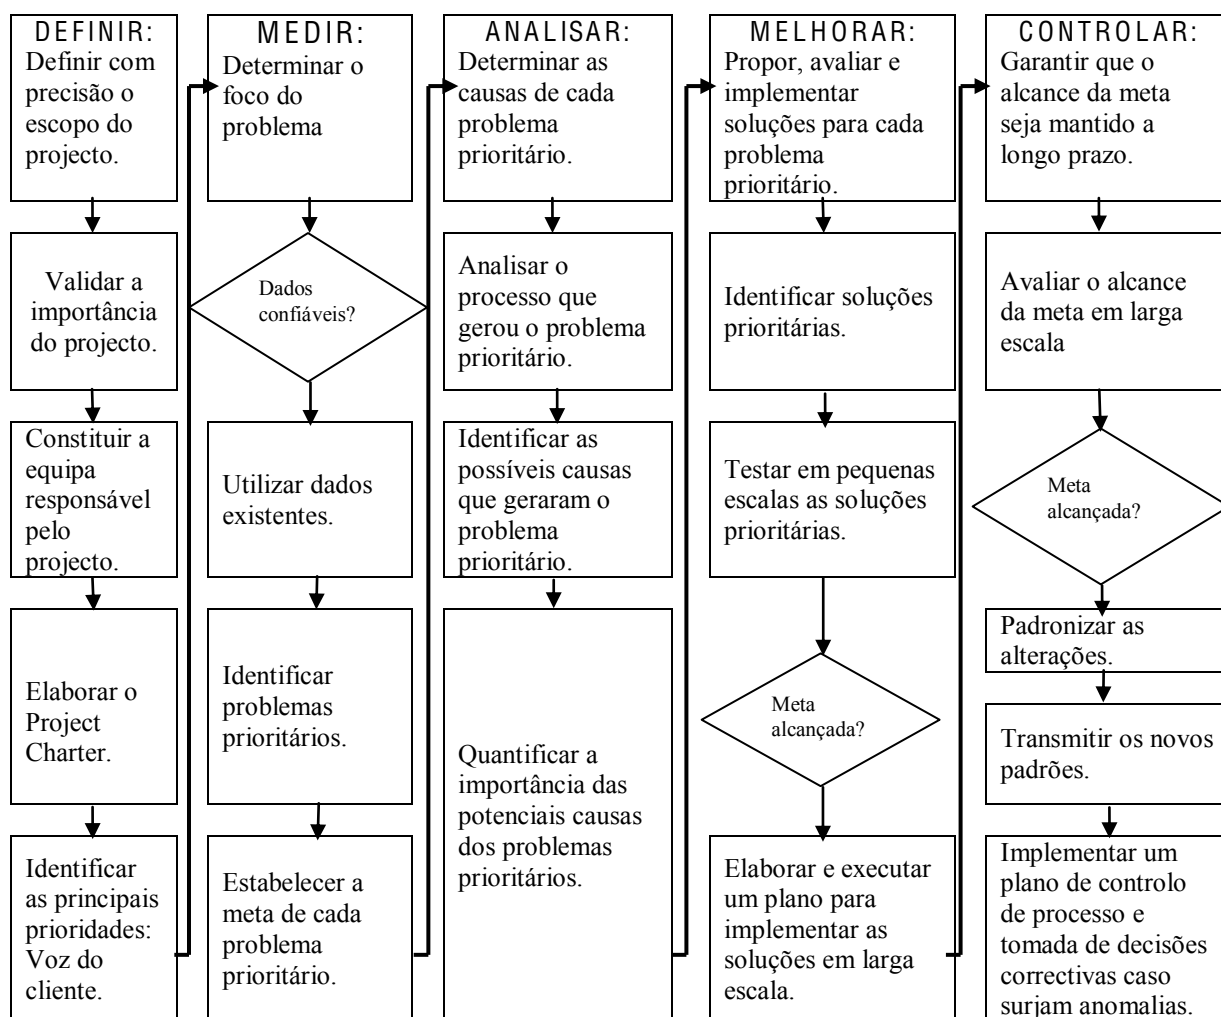 DEFINIR:
Definir com
precisão o
escopo do
projecto.
Validar a
importância
do projecto.
Constituir a
equipa
responsável
pelo
projecto.
Elaborar o
Project
Charter.
Identificar
as principais
prioridades:
Voz do
cliente.
MEDIR:
Determinar o
foco do
problema
Dados
confiáveis?
Utilizar dados
existentes.
Identificar
problemas
prioritários.
Estabelecer a
meta de cada
problema
prioritário.
ANALISAR:
Determinar as
causas de cada
problema
prioritário.
Analisar o
processo que
gerou o problema
prioritário.
Identificar as
possíveis causas
que geraram o
problema
prioritário.
Quantificar a
importância das
potenciais causas
dos problemas
prioritários.
MELHORAR:
Propor, avaliar e
implementar
soluções para cada
problema
prioritário.
Identificar soluções
prioritárias.
Testar em pequenas
escalas as soluções
prioritárias.
Meta
alcançada?
Elaborar e executar
um plano para
implementar as
soluções em larga
escala.
CONTROLAR:
Garantir que o
alcance da meta
seja mantido a
longo prazo.
Avaliar o alcance
da meta em larga
escala
Meta
alcançada?
Padronizar as
alterações.
Transmitir os novos
padrões.
Implementar um
plano de controlo
de processo e
tomada de decisões
correctivas caso
surjam anomalias.